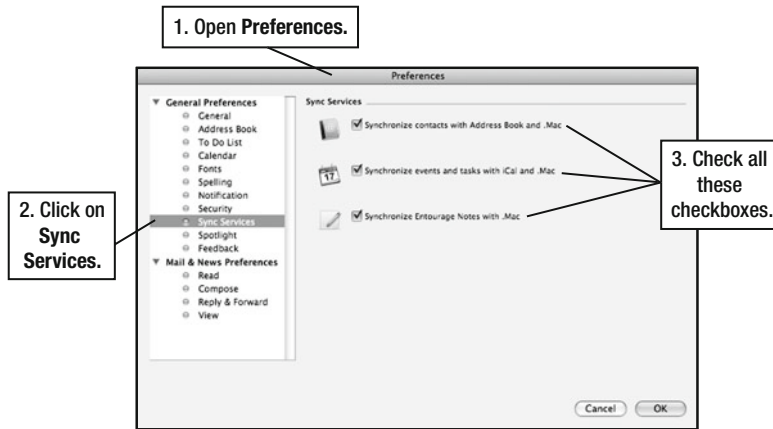 1. Open Preferences.
Preferences
General Preferences
General
Address Book
To Do List
Calendar
Fonts
Spelling
Notification
Security
Sync Services
Spotlight
Feedback
Mail & News Preferences
Read
Compose
Reply & Forward
View
Sync Services
Synchronize contacts with Address Book and .Mac
17
Synchronize events and tasks with iCal and .Mac
Synchronize Entourage Notes with .Mac
2. Click on
Sync
Services.
3. Check all
these
checkboxes.
Cancel
OK